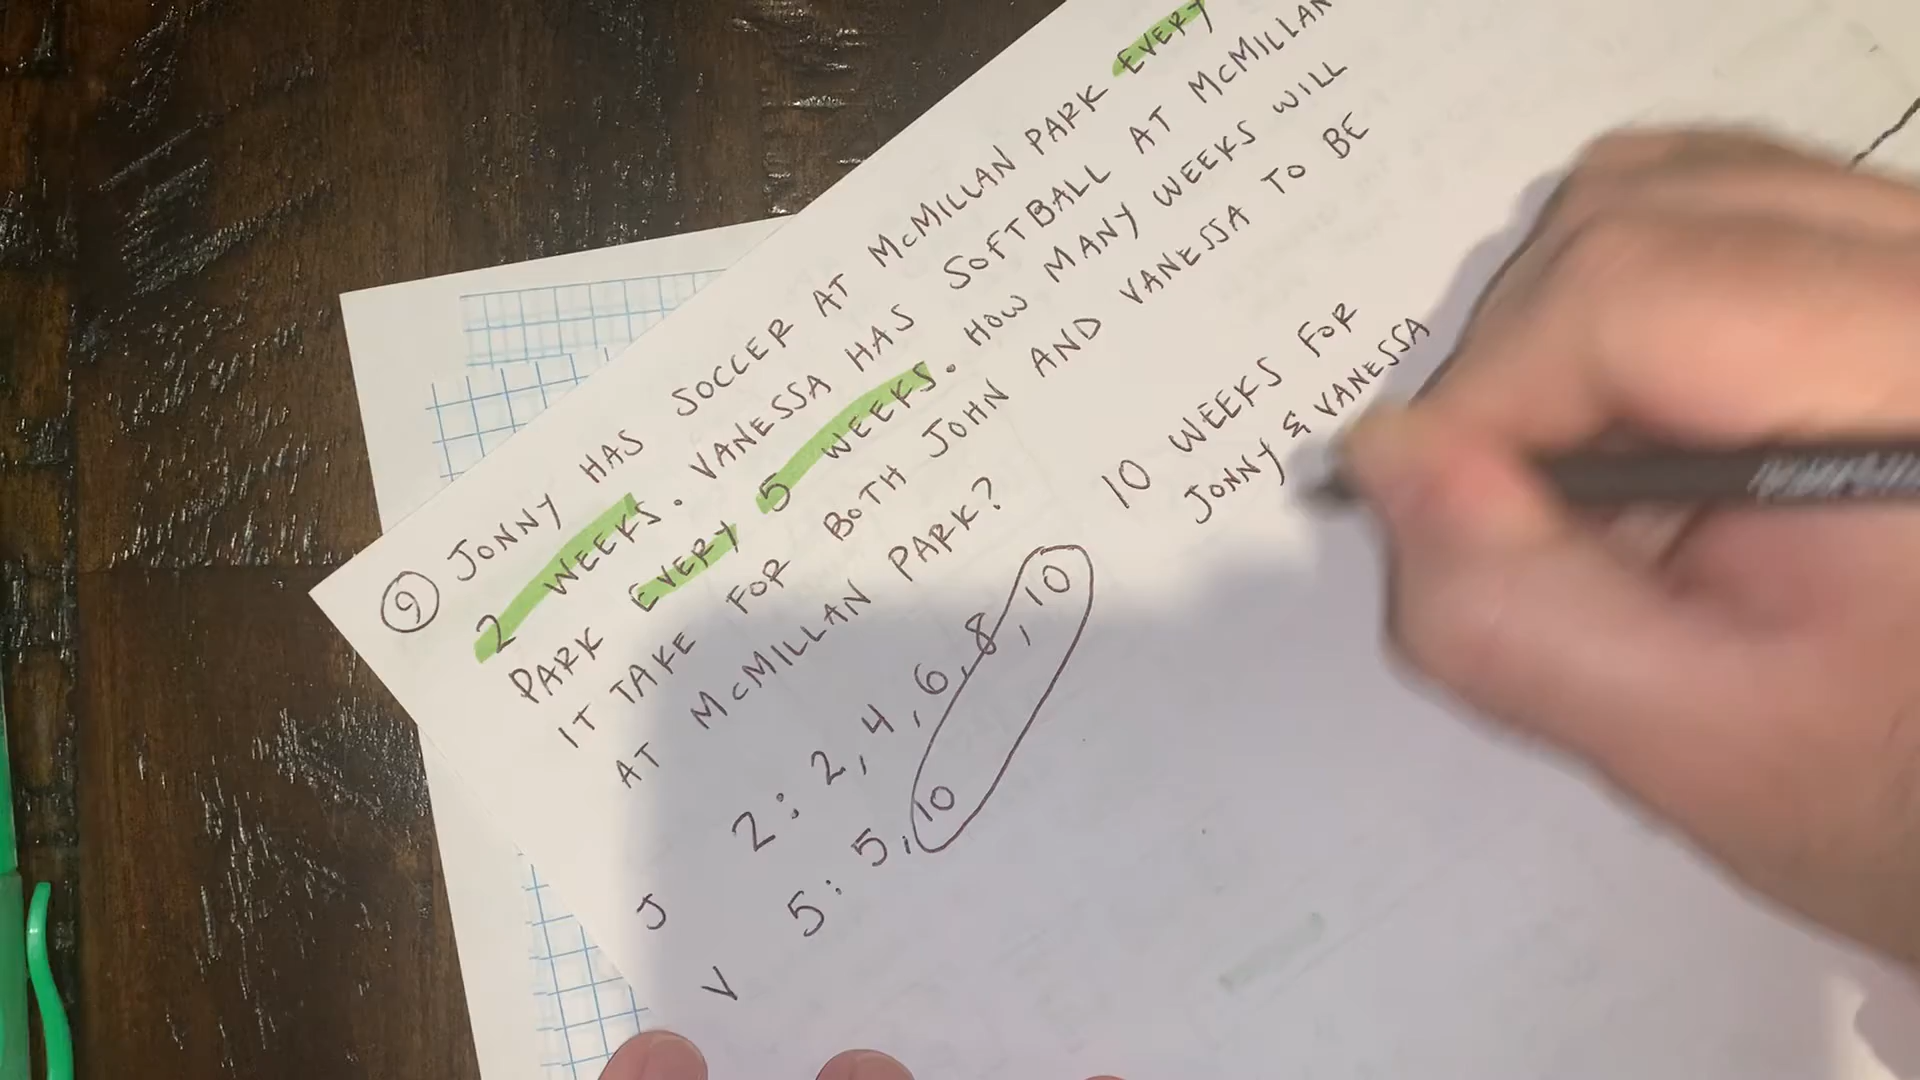 9 JONNY HAS SOCCER AT McMILLAN PARK EVERY
2 WEEKS. VANESSA HAS SOFTBALL AT McMILLAN
PARK EVERY 5 WEEKS. HOW MANY WEEKS WILL
IT TAKE FOR BOTH JOHN AND VANESSA TO BE
AT McMILLAN PARK?
10 WEEKS FOR
JONNY & VANESSA
J 2: 2, 4, 6, 8, 10
V 5: 5, 10